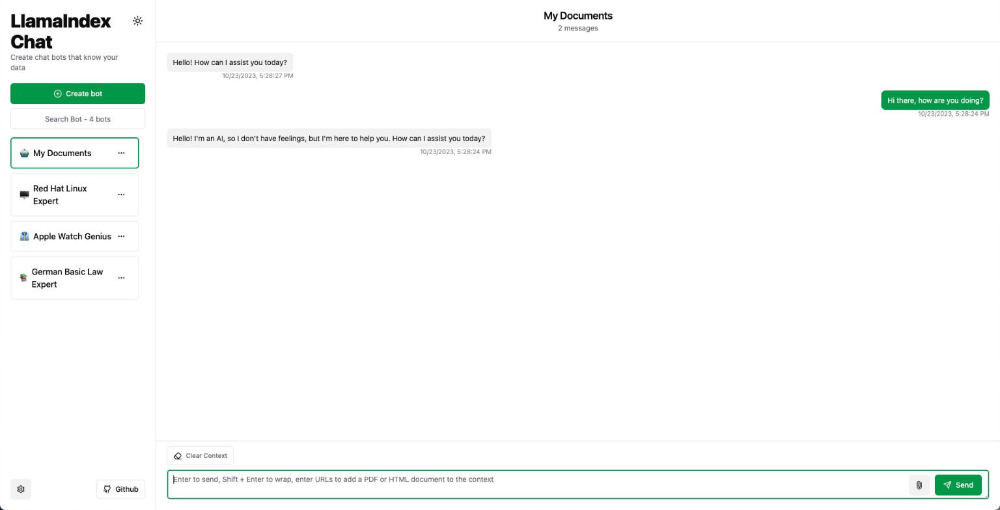 LlamaIndex
Chat
Create chat bots that know your
data
Create bot
Search Bot - 4 bots
My Documents
Red Hat Linux
Expert
Apple Watch Genius
German Basic Law
Expert
Github
My Documents
2 messages
Hello! How can I assist you today?
10/23/2023, 5:28:27 PM
Hi there, how are you doing?
10/23/2023, 5:28:24 PM
Hello! I'm an AI, so I don't have feelings, but I'm here to help you. How can I assist you today?
10/23/2023, 5:28:24 PM
Clear Context
Enter to send, Shift + Enter to wrap, enter URLs to add a PDF or HTML document to the context
Send